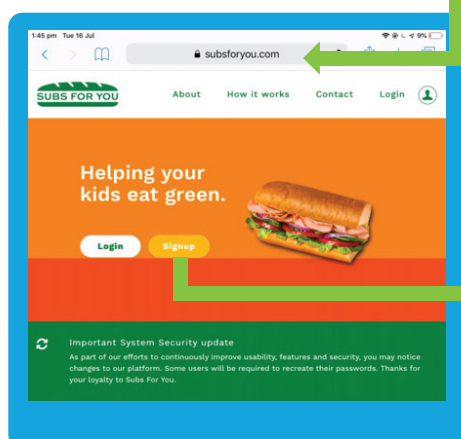 1:45 pm Tue 16 Jul
9%
subsforyou.com
SUBS FOR YOU
About How it works Contact Login
Helping your
kids eat green.
Login Signup
Important System Security update
As part of our efforts to continuously improve usability, features and security, you may notice
changes to our platform. Some users will be required to recreate their passwords. Thanks for
your loyalty to Subs For You.